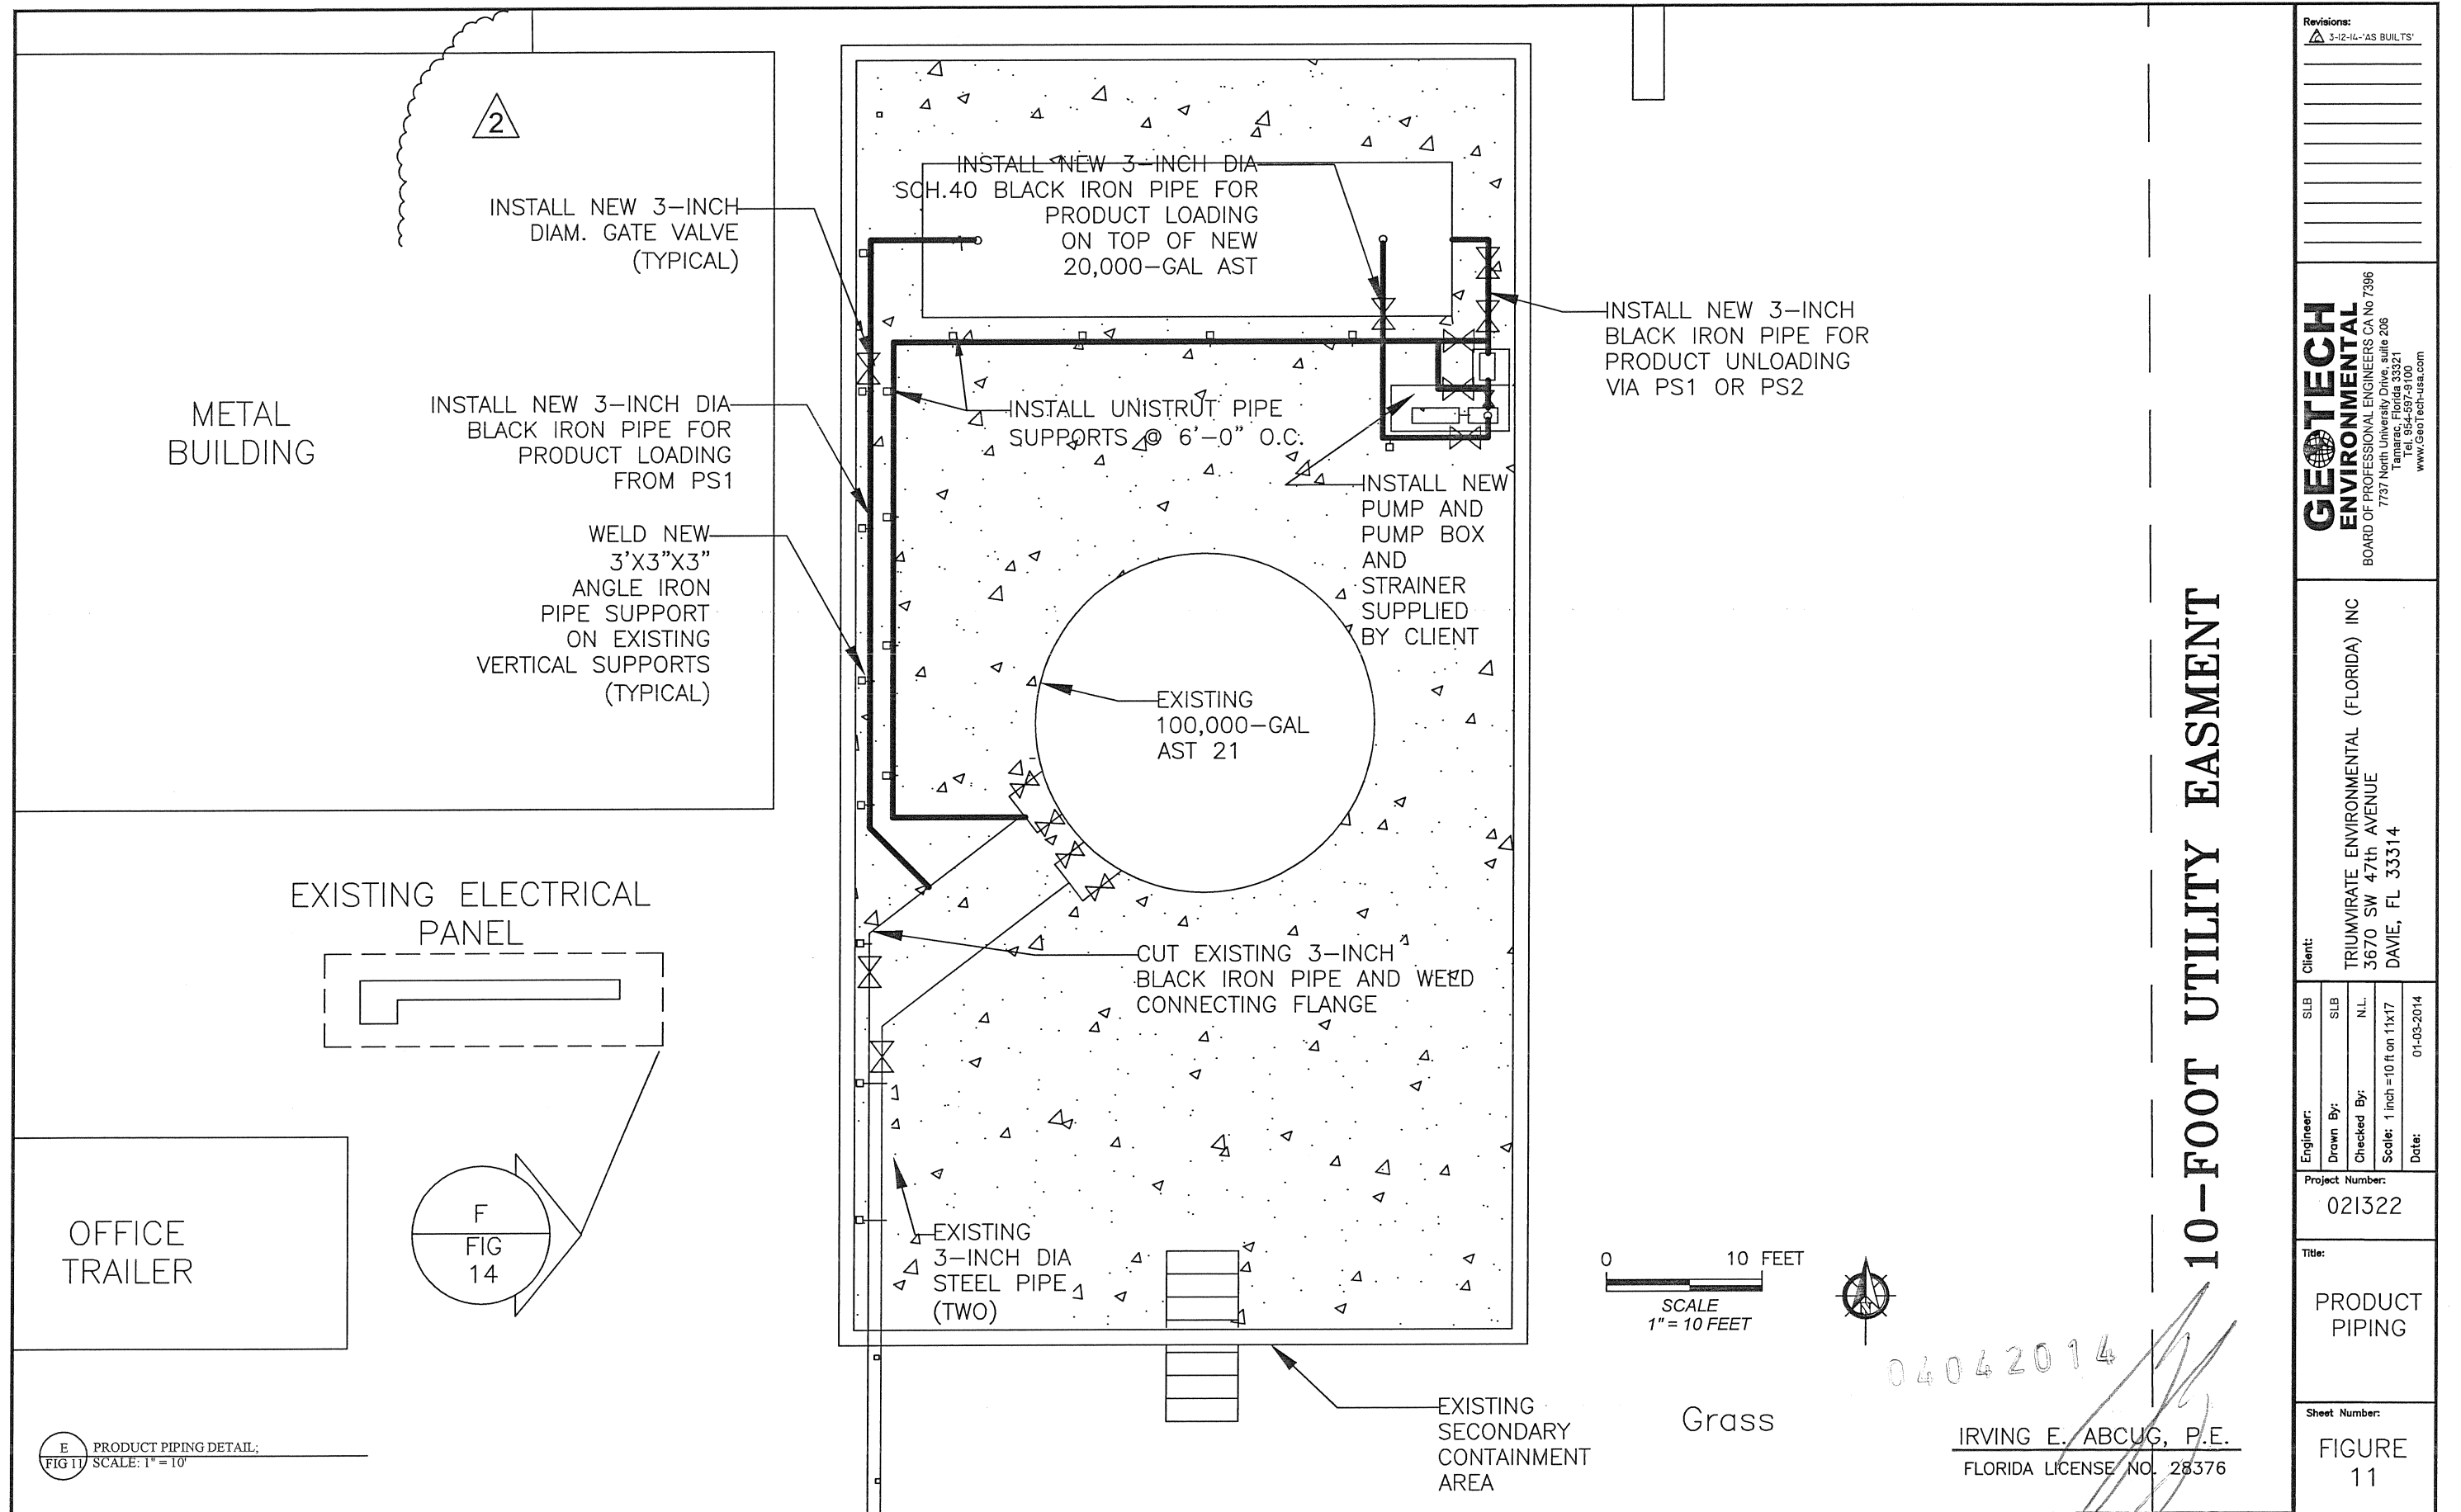 2
INSTALL NEW 3-INCH
DIAM. GATE VALVE
(TYPICAL)
METAL
BUILDING
INSTALL NEW 3-INCH DIA
BLACK IRON PIPE FOR
PRODUCT LOADING
FROM PS1
WELD NEW
3'X3"X3"
ANGLE IRON
PIPE SUPPORT
ON EXISTING
VERTICAL SUPPORTS
(TYPICAL)
EXISTING ELECTRICAL
PANEL
OFFICE
TRAILER
F
FIG
14
E
FIG 11
PRODUCT PIPING DETAIL;
SCALE: 1" = 10'
INSTALL NEW 3-INCH DIA
SCH.40 BLACK IRON PIPE FOR
PRODUCT LOADING
ON TOP OF NEW
20,000-GAL AST
INSTALL NEW 3-INCH
BLACK IRON PIPE FOR
PRODUCT UNLOADING
VIA PS1 OR PS2
INSTALL UNISTRUT PIPE
SUPPORTS @ 6'-0" O.C.
INSTALL NEW
PUMP AND
PUMP BOX
AND
STRAINER
SUPPLIED
BY CLIENT
EXISTING
100,000-GAL
AST 21
CUT EXISTING 3-INCH
BLACK IRON PIPE AND WELD
CONNECTING FLANGE
EXISTING
3-INCH DIA
STEEL PIPE
(TWO)
EXISTING
SECONDARY
CONTAINMENT
AREA
0 10 FEET
SCALE
1" = 10 FEET
N
Grass
04042014
IRVING E. ABCUG, P.E.
FLORIDA LICENSE NO. 28376
10-FOOT UTILITY EASMENT
Revisions:
3-12-14-'AS BUILTS'
GEOTECH
ENVIRONMENTAL
BOARD OF PROFESSIONAL ENGINEERS CA No 7396
7737 North University Drive, suite 206
Tamarac, Florida 33321
Tel. 954-597-9100
www.GeoTech-usa.com
Client:
TRIUMVIRATE ENVIRONMENTAL (FLORIDA) INC
3670 SW 47th AVENUE
DAVIE, FL 33314
Engineer: SLB
Drawn By: SLB
Checked By: N.L.
Scale: 1 inch =10 ft on 11x17
Date: 01-03-2014
Project Number:
021322
Title:
PRODUCT
PIPING
Sheet Number:
FIGURE
11